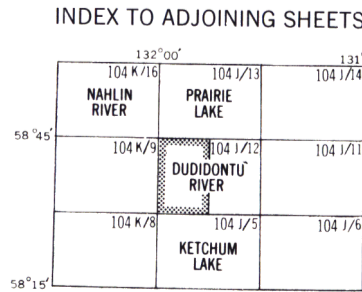 INDEX TO ADJOINING SHEETS
132°00′
131
104 K/16 104 J/13 104 J/14
NAHLIN RIVER PRAIRIE LAKE
58°45′
104 K/9 104 J/12 104 J/11
DUDIDONTU RIVER
104 K/8 104 J/5 104 J/6
KETCHUM LAKE
58°15′